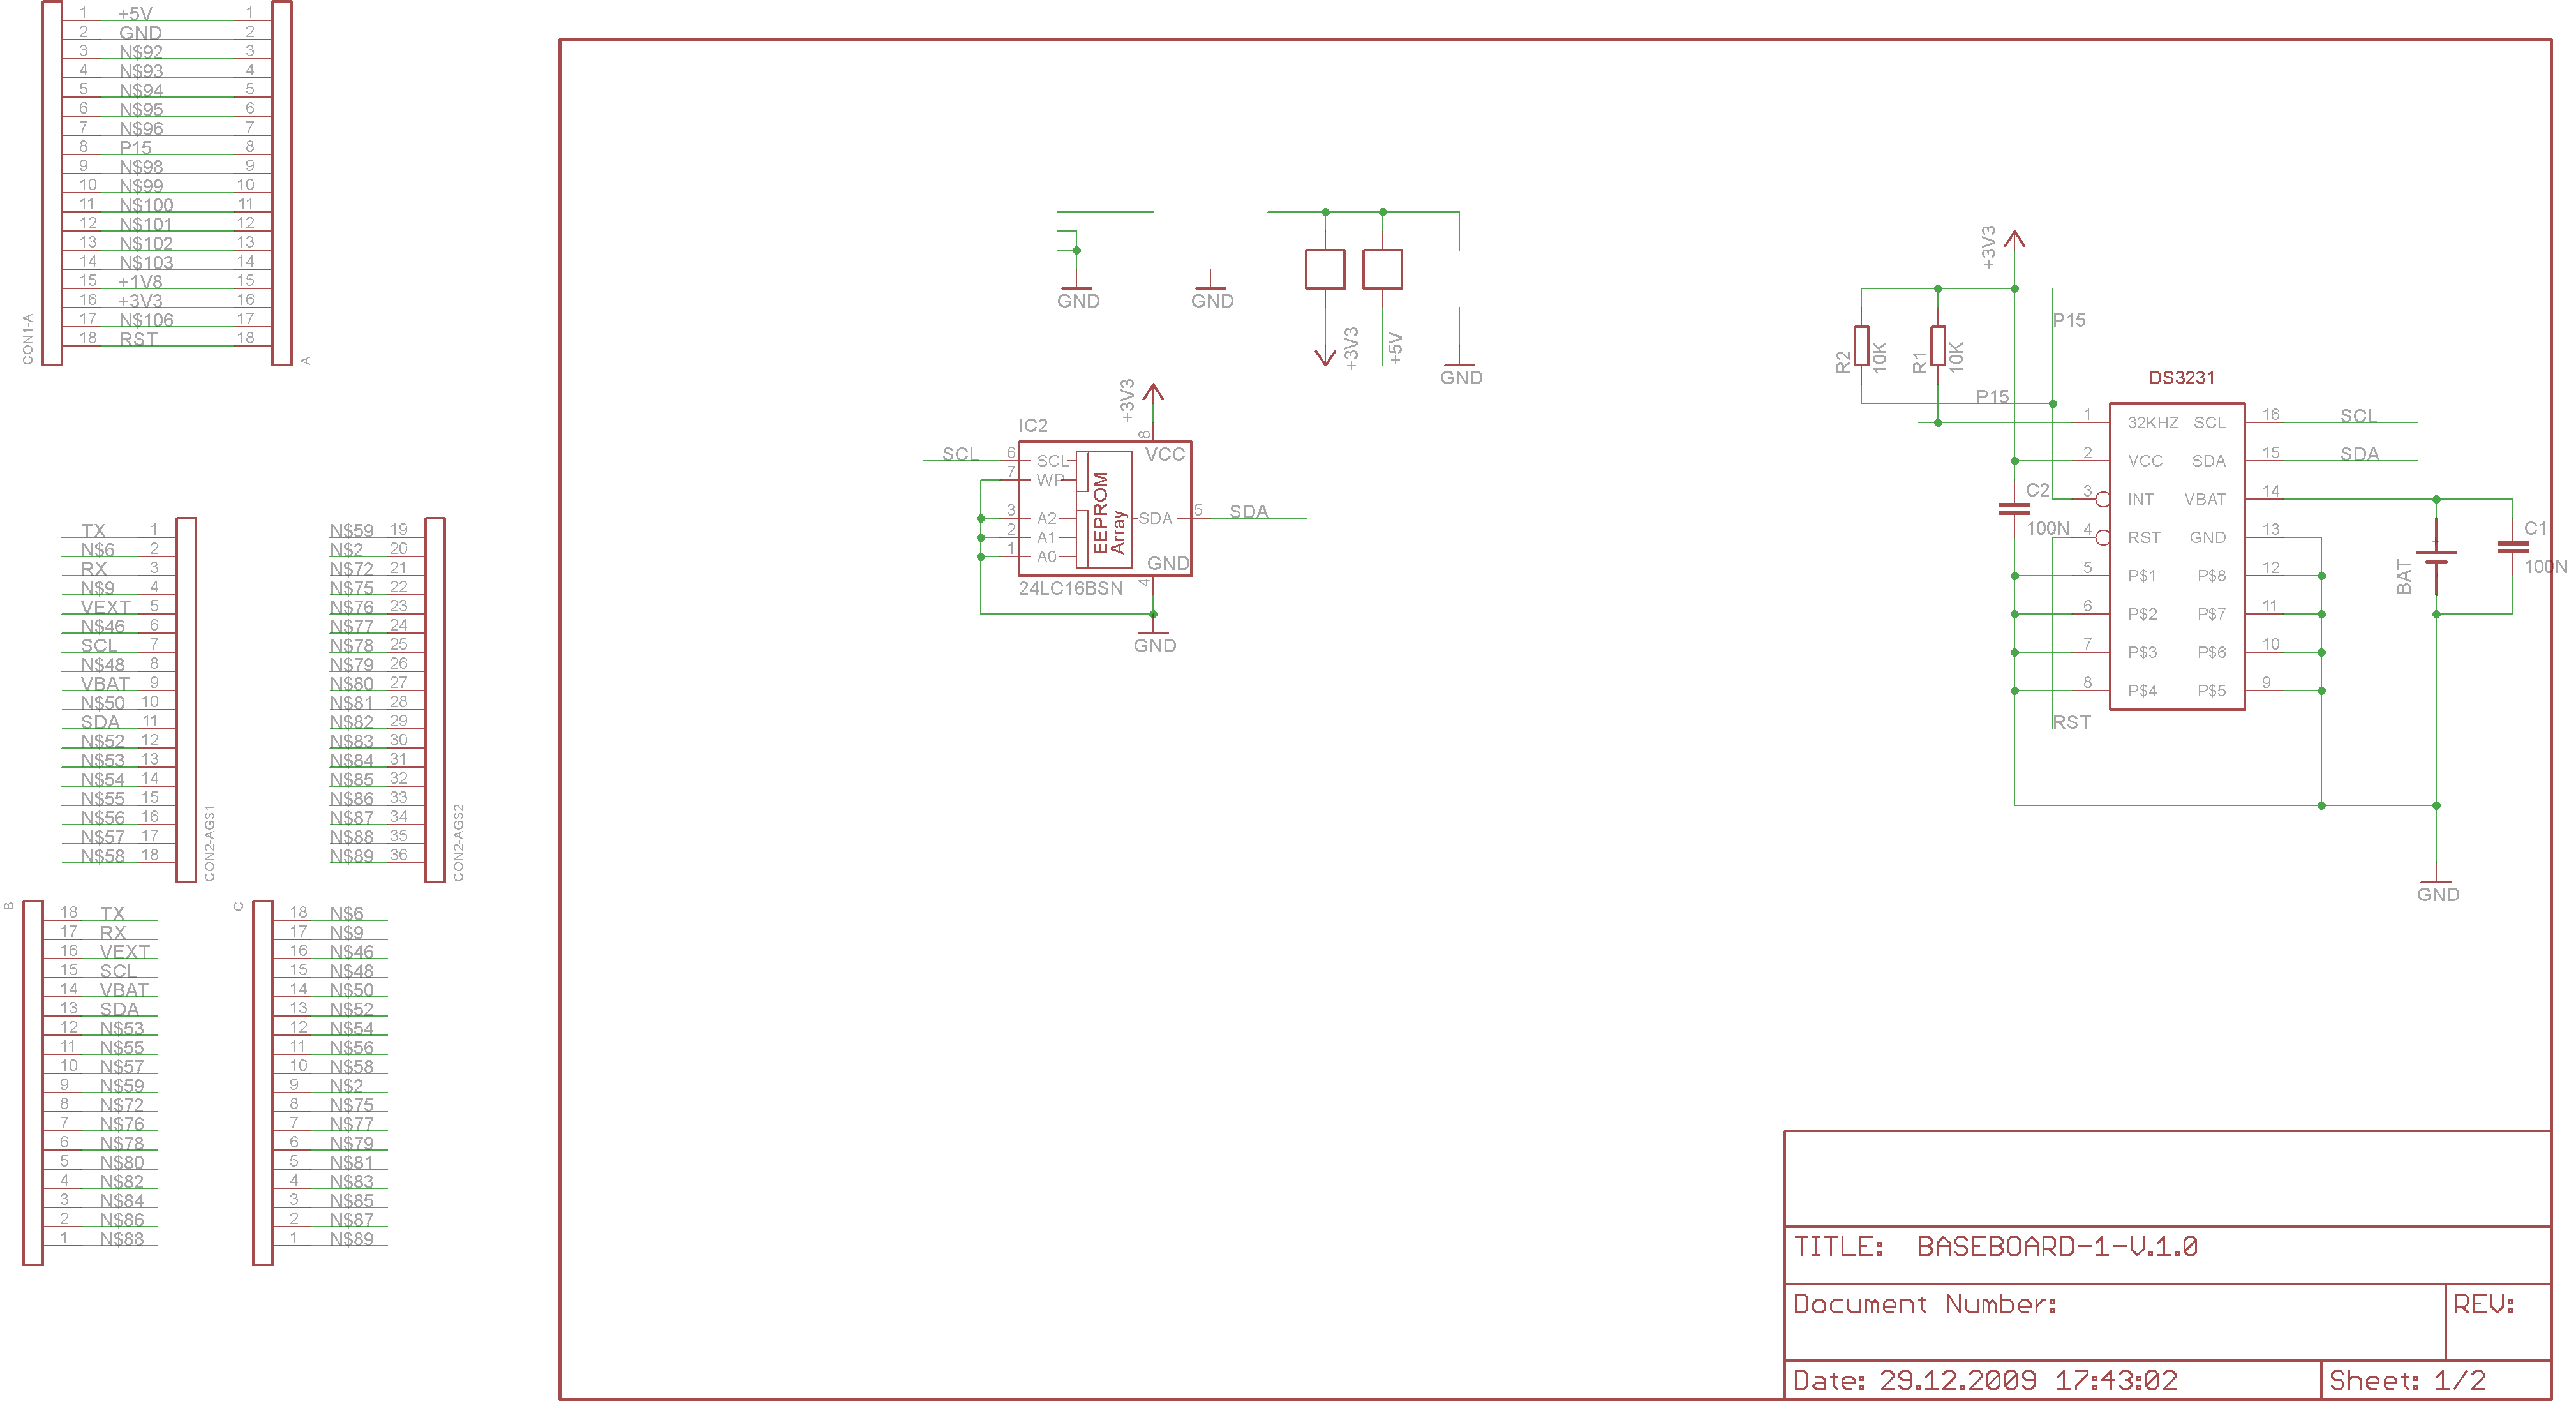 1 +5V 1
2 GND 2
3 N$92 3
4 N$93 4
5 N$94 5
6 N$95 6
7 N$96 7
8 P15 8
9 N$98 9
10 N$99 10
11 N$100 11
12 N$101 12
13 N$102 13
14 N$103 14
15 +1V8 15
16 +3V3 16
17 N$106 17
18 RST 18
CON1-A
A
TX 1
N$6 2
RX 3
N$9 4
VEXT 5
N$46 6
SCL 7
N$48 8
VBAT 9
N$50 10
SDA 11
N$52 12
N$53 13
N$54 14
N$55 15
N$56 16
N$57 17
N$58 18
CON2-AG$1
N$59 19
N$2 20
N$72 21
N$75 22
N$76 23
N$77 24
N$78 25
N$79 26
N$80 27
N$81 28
N$82 29
N$83 30
N$84 31
N$85 32
N$86 33
N$87 34
N$88 35
N$89 36
CON2-AG$2
B
18 TX
17 RX
16 VEXT
15 SCL
14 VBAT
13 SDA
12 N$53
11 N$55
10 N$57
9 N$59
8 N$72
7 N$76
6 N$78
5 N$80
4 N$82
3 N$84
2 N$86
1 N$88
C
18 N$6
17 N$9
16 N$46
15 N$48
14 N$50
13 N$52
12 N$54
11 N$56
10 N$58
9 N$2
8 N$75
7 N$77
6 N$79
5 N$81
4 N$83
3 N$85
2 N$87
1 N$89
GND
GND
+3V3
+5V
GND
+3V3
IC2
8
VCC
SCL 6 SCL
7 WP
3 A2
2 A1
1 A0
EEPROM
Array
SDA 5 SDA
GND
4
24LC16BSN
GND
+3V3
P15
R2
10K
R1
10K
P15
DS3231
1 32KHZ SCL 16 SCL
2 VCC SDA 15 SDA
3 INT VBAT 14
4 RST GND 13
5 P$1 P$8 12
6 P$2 P$7 11
7 P$3 P$6 10
8 P$4 P$5 9
C2
100N
RST
BAT
C1
100N
GND
TITLE: BASEBOARD-1-V.1.0
Document Number:
REV:
Date: 29.12.2009 17:43:02
Sheet: 1/2